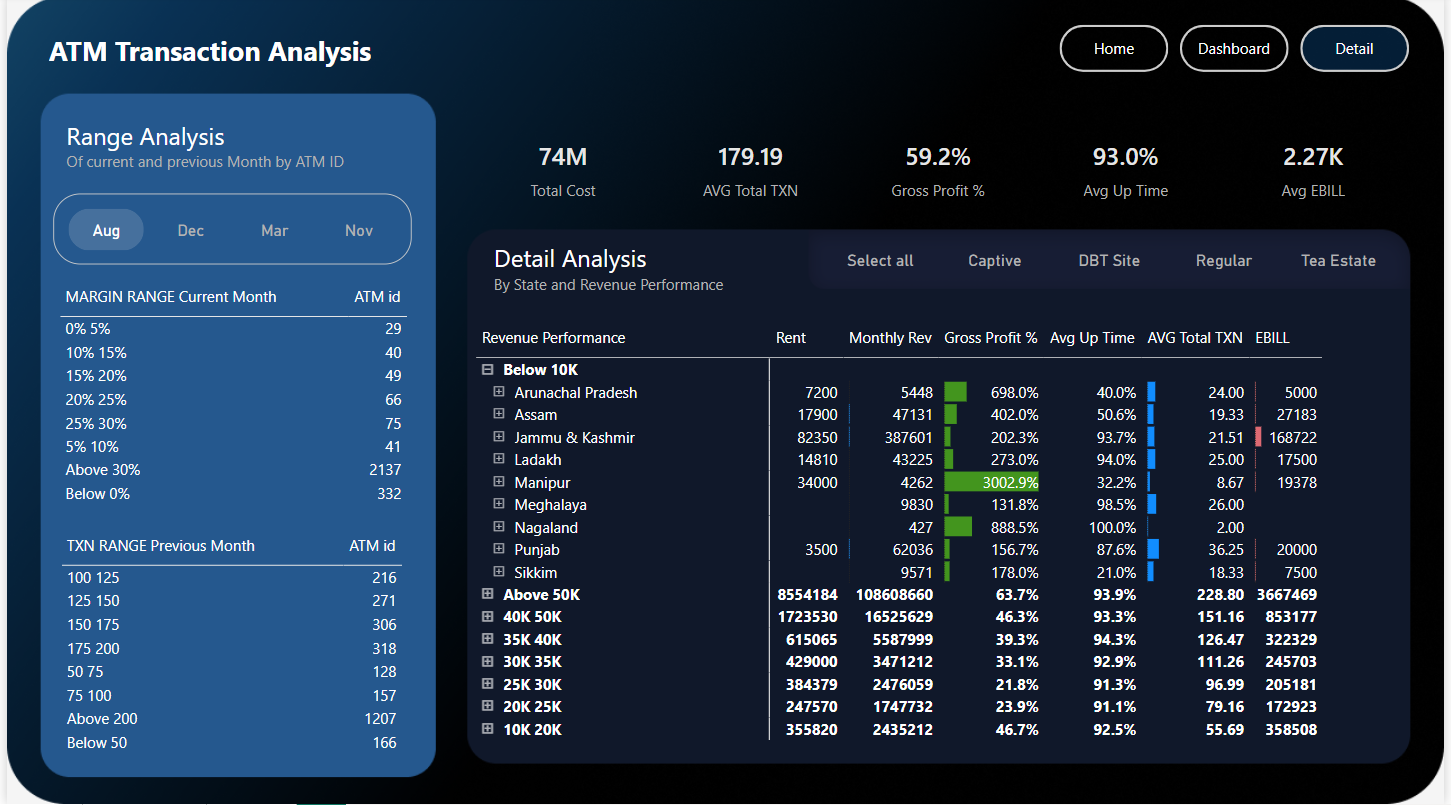 ATM Transaction Analysis
Home
Dashboard
Detail
Range Analysis
Of current and previous Month by ATM ID
Aug Dec Mar Nov
MARGIN RANGE Current Month ATM id
0% 5% 29
10% 15% 40
15% 20% 49
20% 25% 66
25% 30% 75
5% 10% 41
Above 30% 2137
Below 0% 332
TXN RANGE Previous Month ATM id
100 125 216
125 150 271
150 175 306
175 200 318
50 75 128
75 100 157
Above 200 1207
Below 50 166
74M
Total Cost
179.19
AVG Total TXN
59.2%
Gross Profit %
93.0%
Avg Up Time
2.27K
Avg EBILL
Detail Analysis
By State and Revenue Performance
Select all Captive DBT Site Regular Tea Estate
Revenue Performance Rent Monthly Rev Gross Profit % Avg Up Time AVG Total TXN EBILL
Below 10K
Arunachal Pradesh 7200 5448 698.0% 40.0% 24.00 5000
Assam 17900 47131 402.0% 50.6% 19.33 27183
Jammu & Kashmir 82350 387601 202.3% 93.7% 21.51 168722
Ladakh 14810 43225 273.0% 94.0% 25.00 17500
Manipur 34000 4262 3002.9% 32.2% 8.67 19378
Meghalaya 9830 131.8% 98.5% 26.00
Nagaland 427 888.5% 100.0% 2.00
Punjab 3500 62036 156.7% 87.6% 36.25 20000
Sikkim 9571 178.0% 21.0% 18.33 7500
Above 50K 8554184 108608660 63.7% 93.9% 228.80 3667469
40K 50K 1723530 16525629 46.3% 93.3% 151.16 853177
35K 40K 615065 5587999 39.3% 94.3% 126.47 322329
30K 35K 429000 3471212 33.1% 92.9% 111.26 245703
25K 30K 384379 2476059 21.8% 91.3% 96.99 205181
20K 25K 247570 1747732 23.9% 91.1% 79.16 172923
10K 20K 355820 2435212 46.7% 92.5% 55.69 358508